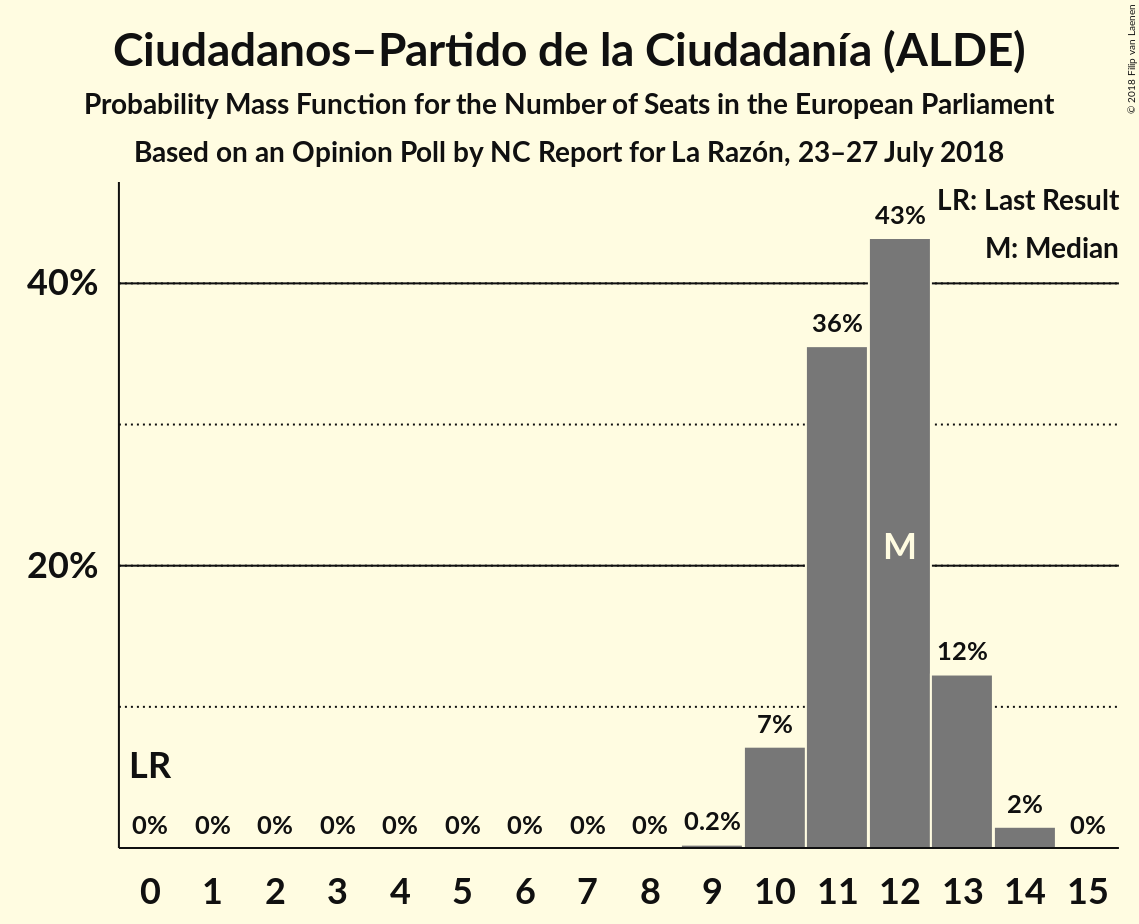 Ciudadanos–Partido de la Ciudadanía (ALDE)
Probability Mass Function for the Number of Seats in the European Parliament
Based on an Opinion Poll by NC Report for La Razón, 23–27 July 2018
© 2018 Filip van Laenen
LR: Last Result
M: Median
43%
40%
36%
M
20%
12%
7%
LR
2%
0% 0% 0% 0% 0% 0% 0% 0% 0% 0.2% 0%
0 1 2 3 4 5 6 7 8 9 10 11 12 13 14 15